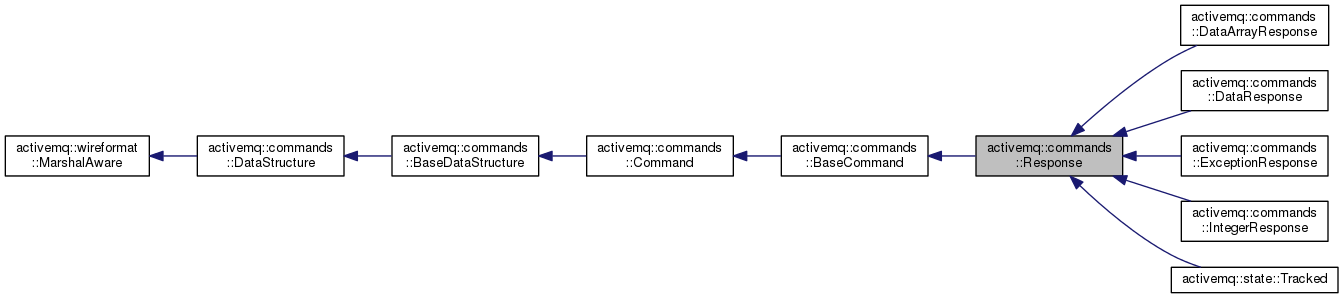 activemq::wireformat
::MarshalAware
activemq::commands
::DataStructure
activemq::commands
::BaseDataStructure
activemq::commands
::Command
activemq::commands
::BaseCommand
activemq::commands
::Response
activemq::commands
::DataArrayResponse
activemq::commands
::DataResponse
activemq::commands
::ExceptionResponse
activemq::commands
::IntegerResponse
activemq::state::Tracked